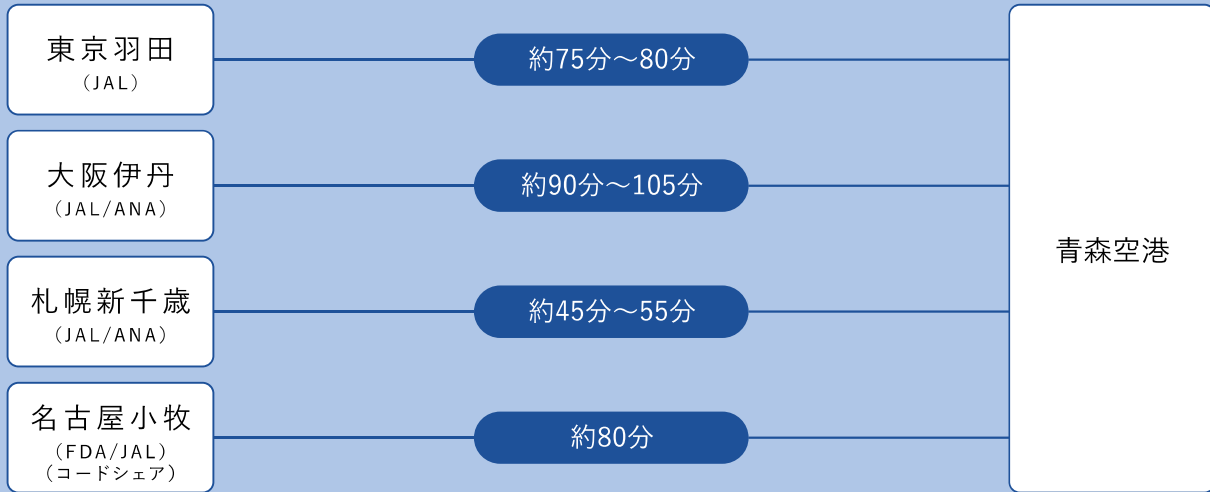 東京羽田
（JAL）
約75分～80分
大阪伊丹
（JAL/ANA）
約90分～105分
札幌新千歳
（JAL/ANA）
約45分～55分
名古屋小牧
（FDA/JAL）
（コードシェア）
約80分
青森空港